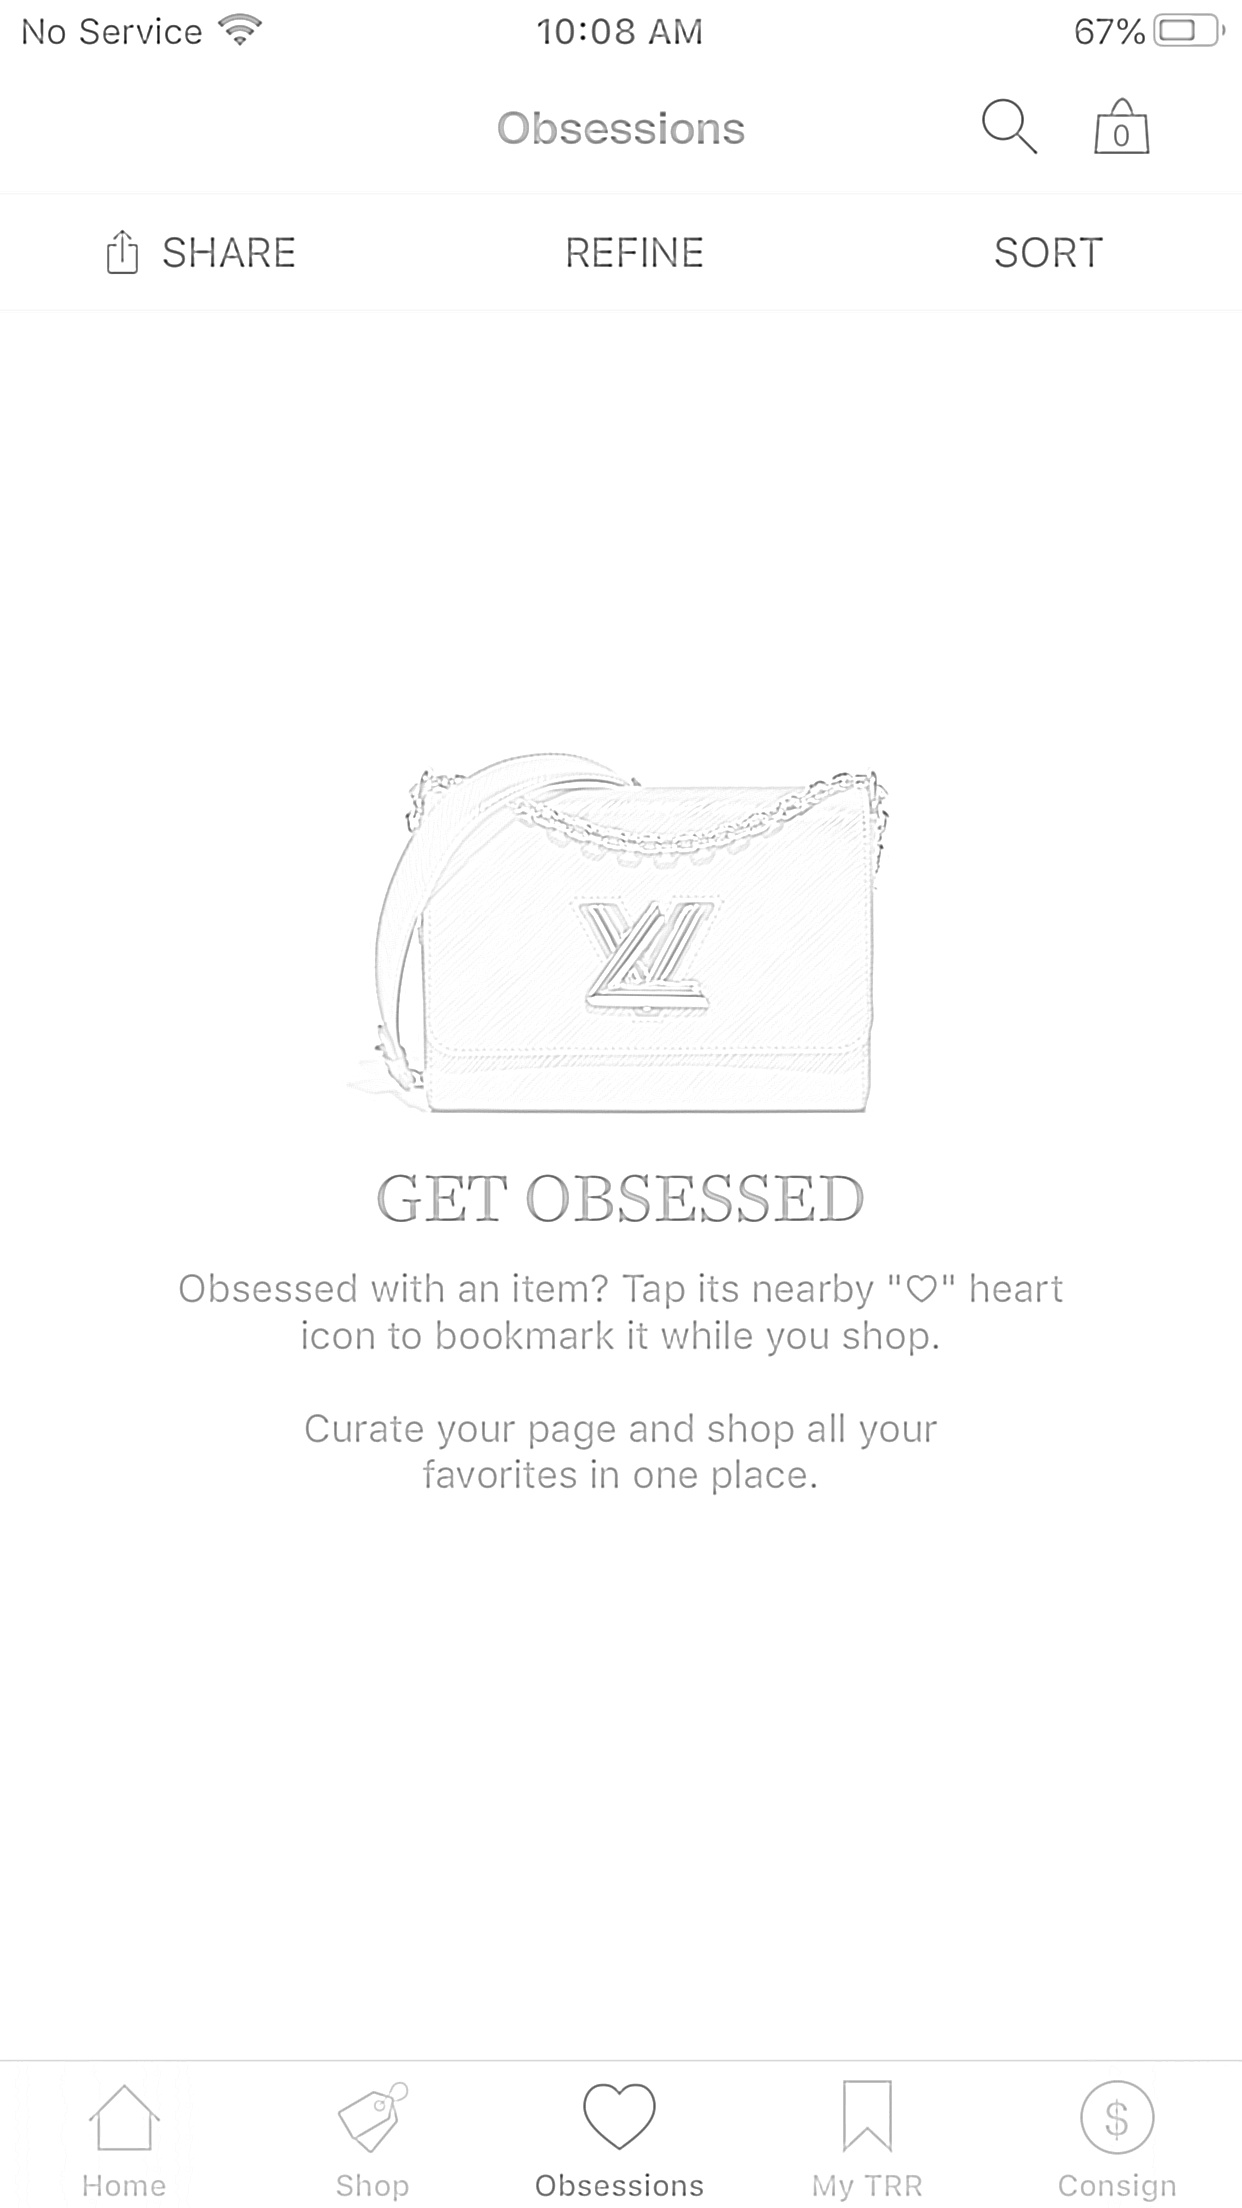 No Service 10:08 AM 67%
Obsessions 0
SHARE REFINE SORT
LV
GET OBSESSED
Obsessed with an item? Tap its nearby "♡" heart
icon to bookmark it while you shop.
Curate your page and shop all your
favorites in one place.
$
Home Shop Obsessions My TRR Consign